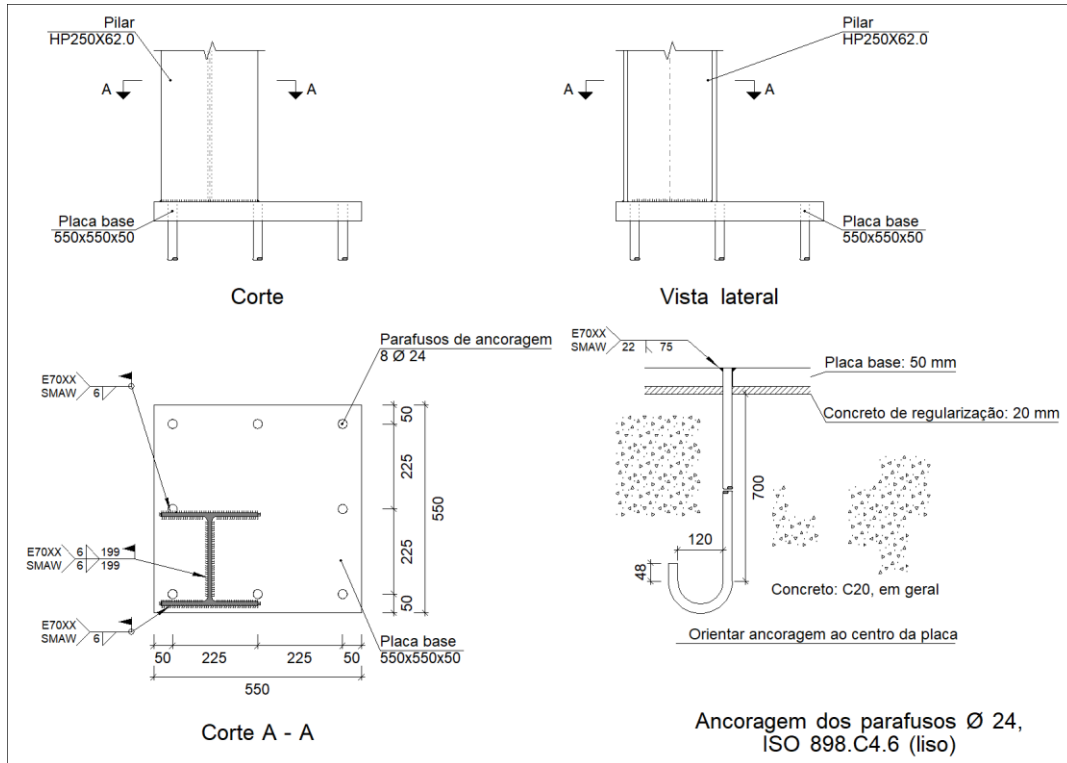 Pilar
HP250X62.0
A
A
Placa base
550x550x50
Corte
Pilar
HP250X62.0
A
A
Placa base
550x550x50
Vista lateral
E70XX
SMAW
6
E70XX
SMAW
6
6
199
199
E70XX
SMAW
6
Parafusos de ancoragem
8 Ø 24
50
225
225
50
550
50
225
225
50
550
Placa base
550x550x50
Corte A - A
E70XX
SMAW
22
75
Placa base: 50 mm
Concreto de regularização: 20 mm
700
120
48
Concreto: C20, em geral
Orientar ancoragem ao centro da placa
Ancoragem dos parafusos Ø 24,
ISO 898.C4.6 (liso)